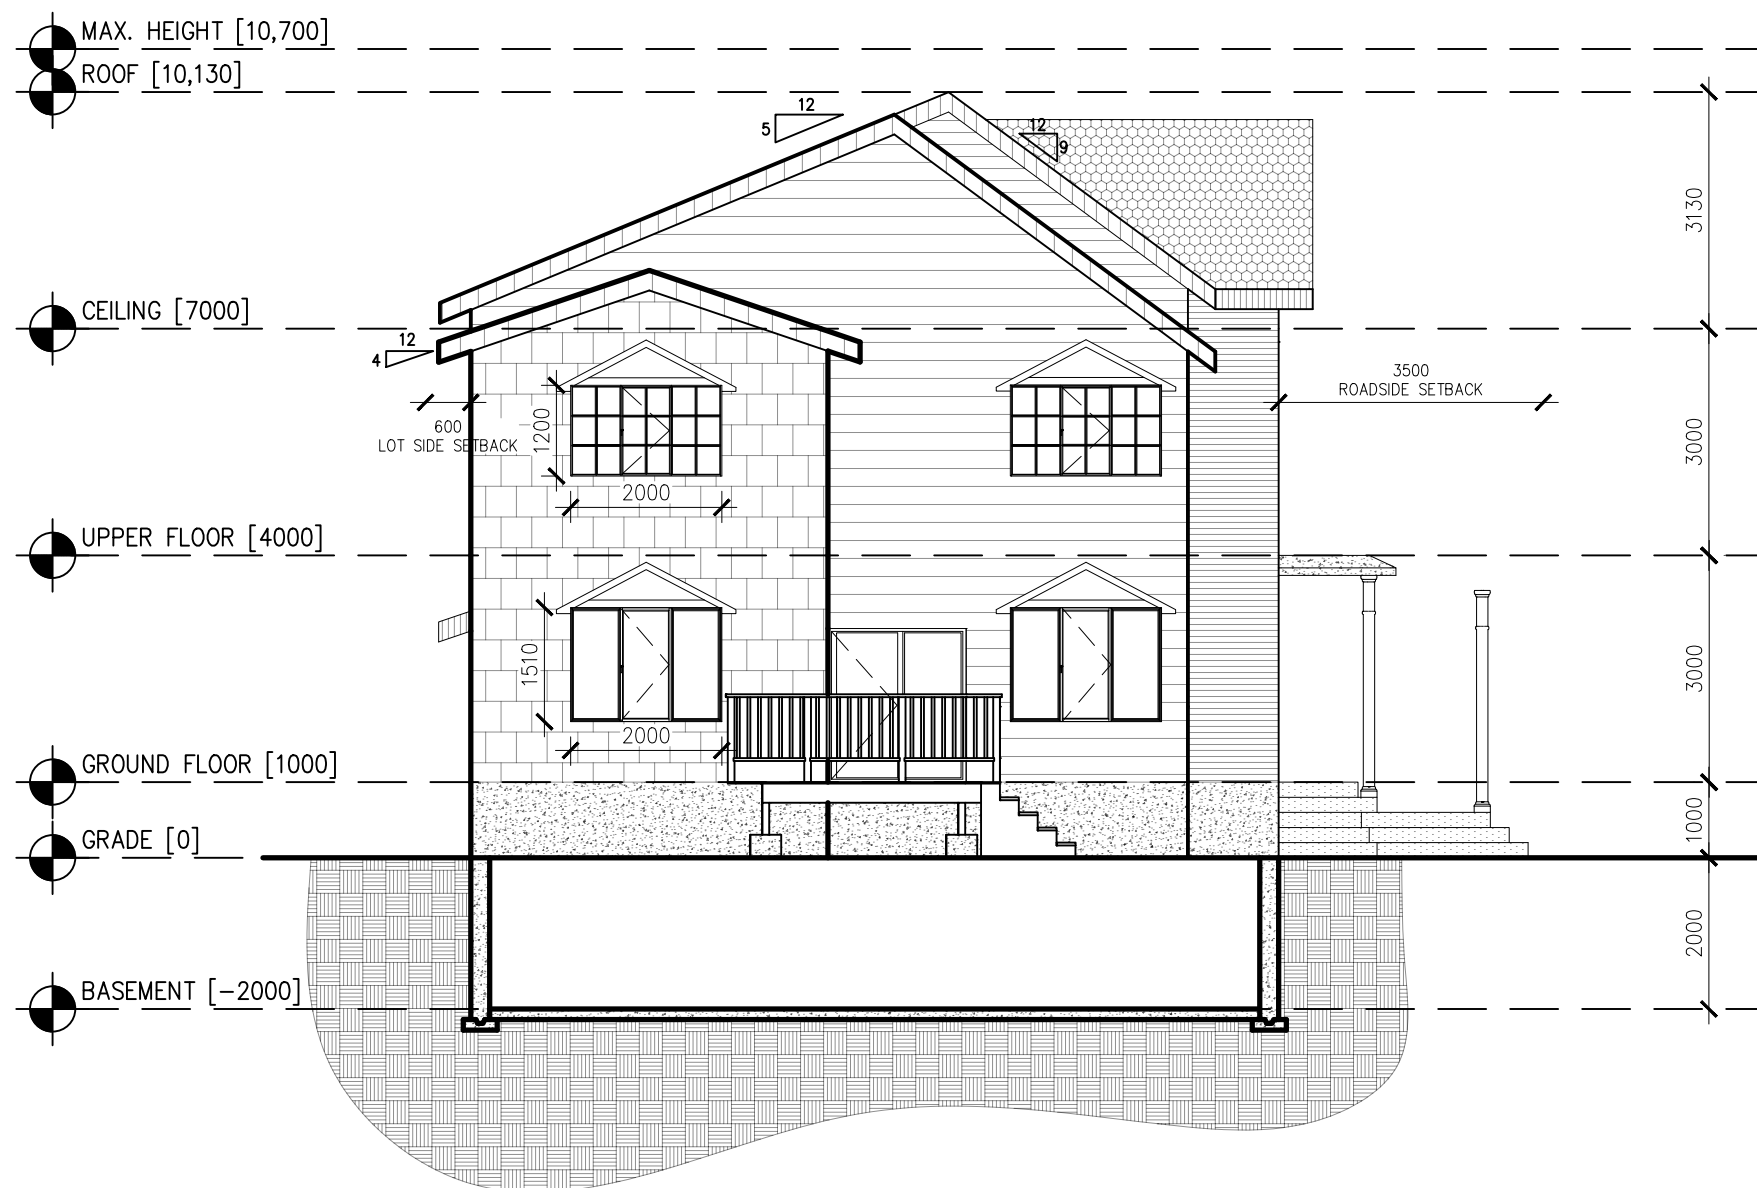 MAX. HEIGHT [10,700]
ROOF [10,130]
12
5
12
9
3130
CEILING [7000]
12
4
3500
ROADSIDE SETBACK
600
LOT SIDE SETBACK
1200
3000
2000
UPPER FLOOR [4000]
1510
3000
2000
GROUND FLOOR [1000]
1000
GRADE [0]
2000
BASEMENT [-2000]